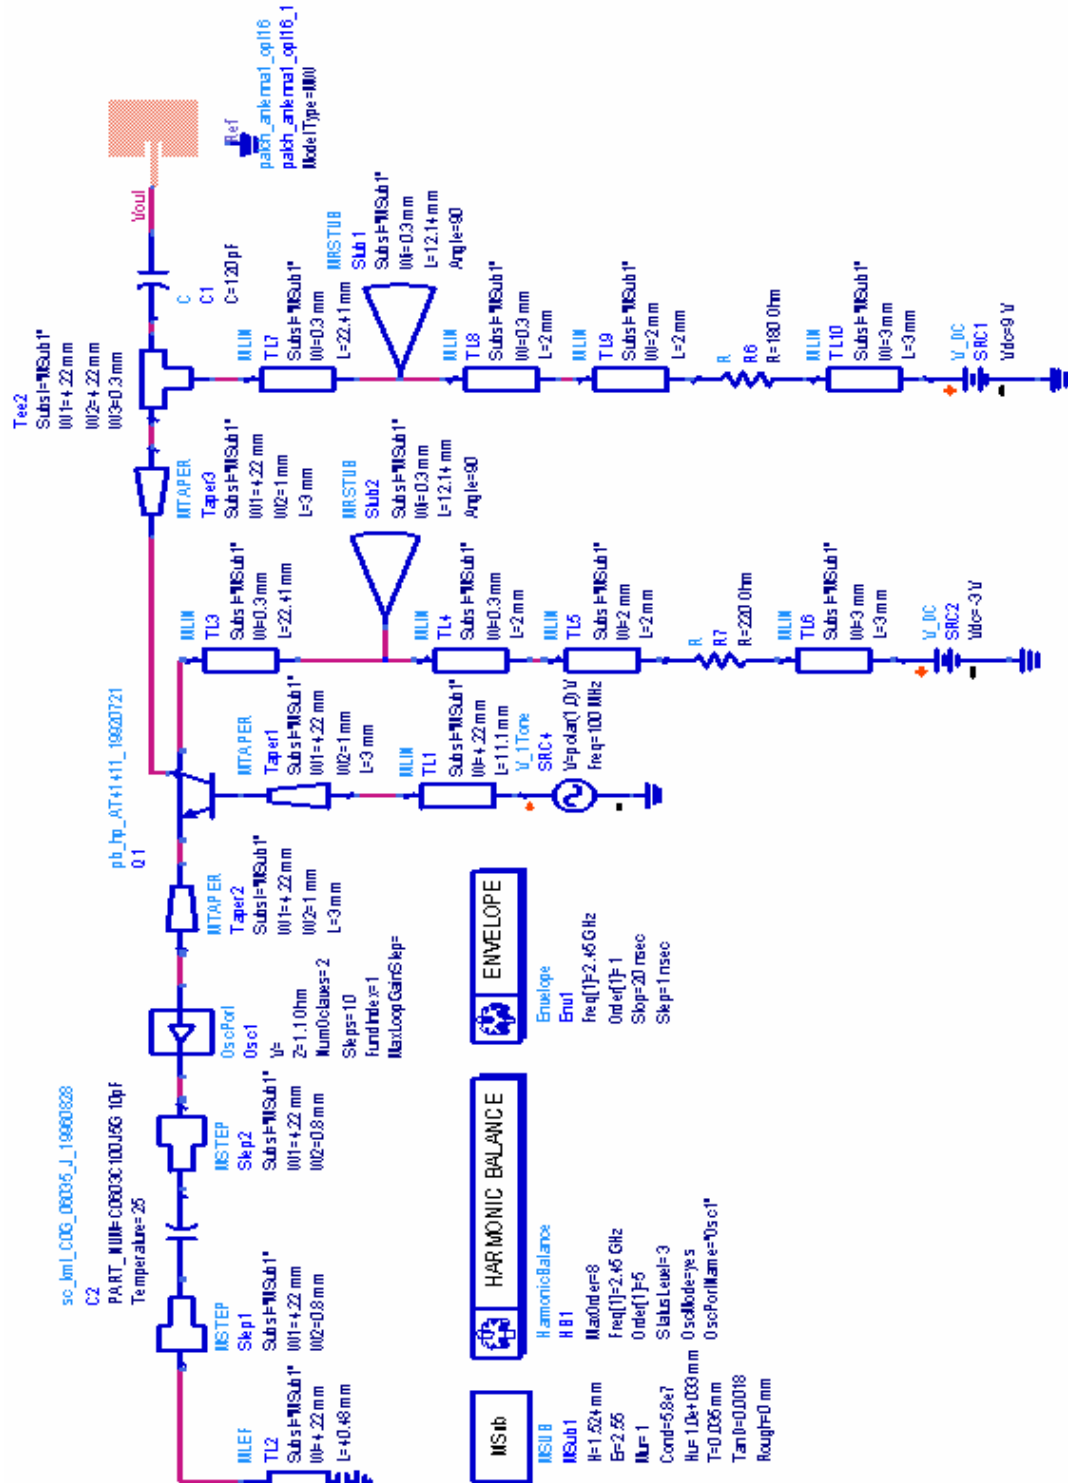 Tee2
Subst="MSub1"
W1=4.22 mm
W2=4.22 mm
W3=0.3 mm
Vout
C
C1
C=120 pF
Ref
patch_antenna1_opt16
patch_antenna1_opt16_1
ModelType=MW
MTAPER
Taper3
Subst="MSub1"
W1=4.22 mm
W2=1 mm
L=3 mm
MLIN
TL7
Subst="MSub1"
W=0.3 mm
L=22.41 mm
MRSTUB
Stub1
Subst="MSub1"
Wi=0.3 mm
L=12.14 mm
Angle=90
MLIN
TL8
Subst="MSub1"
W=0.3 mm
L=2 mm
MLIN
TL9
Subst="MSub1"
W=2 mm
L=2 mm
R
R6
R=180 Ohm
MLIN
TL10
Subst="MSub1"
W=3 mm
L=3 mm
V_DC
SRC1
Vdc=9 V
pb_hp_AT41411_19920721
Q1
MLIN
TL3
Subst="MSub1"
W=0.3 mm
L=22.41 mm
MRSTUB
Stub2
Subst="MSub1"
Wi=0.3 mm
L=12.14 mm
Angle=90
MLIN
TL4
Subst="MSub1"
W=0.3 mm
L=2 mm
MLIN
TL5
Subst="MSub1"
W=2 mm
L=2 mm
R
R7
R=220 Ohm
MLIN
TL6
Subst="MSub1"
W=3 mm
L=3 mm
V_DC
SRC2
Vdc=-3 V
MTAPER
Taper1
Subst="MSub1"
W1=4.22 mm
W2=1 mm
L=3 mm
MLIN
TL1
Subst="MSub1"
W=4.22 mm
L=11.1 mm
V_1Tone
SRC4
V=polar(1,0) V
Freq=100 MHz
MTAPER
Taper2
Subst="MSub1"
W1=4.22 mm
W2=1 mm
L=3 mm
OscPort
Osc1
V=
Z=1.1 Ohm
NumOctaves=2
Steps=10
FundIndex=1
MaxLoopGainStep=
sc_kmt_C0G_06035_J_19960828
C2
PART_NUM=C0603C100J5G 10pF
Temperature=25
MSTEP
Step2
Subst="MSub1"
W1=4.22 mm
W2=0.8 mm
MSTEP
Step1
Subst="MSub1"
W1=4.22 mm
W2=0.8 mm
MLEF
TL2
Subst="MSub1"
W=4.22 mm
L=40.48 mm
ENVELOPE
Envelope
Env1
Freq[1]=2.45 GHz
Order[1]=1
Stop=20 nsec
Step=1 nsec
HARMONIC BALANCE
HarmonicBalance
HB1
MaxOrder=8
Freq[1]=2.45 GHz
Order[1]=5
StatusLevel=3
OscMode=yes
OscPortName="Osc1"
MSub
MSUB
MSub1
H=1.524 mm
Er=2.55
Mur=1
Cond=5.8e7
Hu=1.0e+033 mm
T=0.035 mm
TanD=0.0018
Rough=0 mm